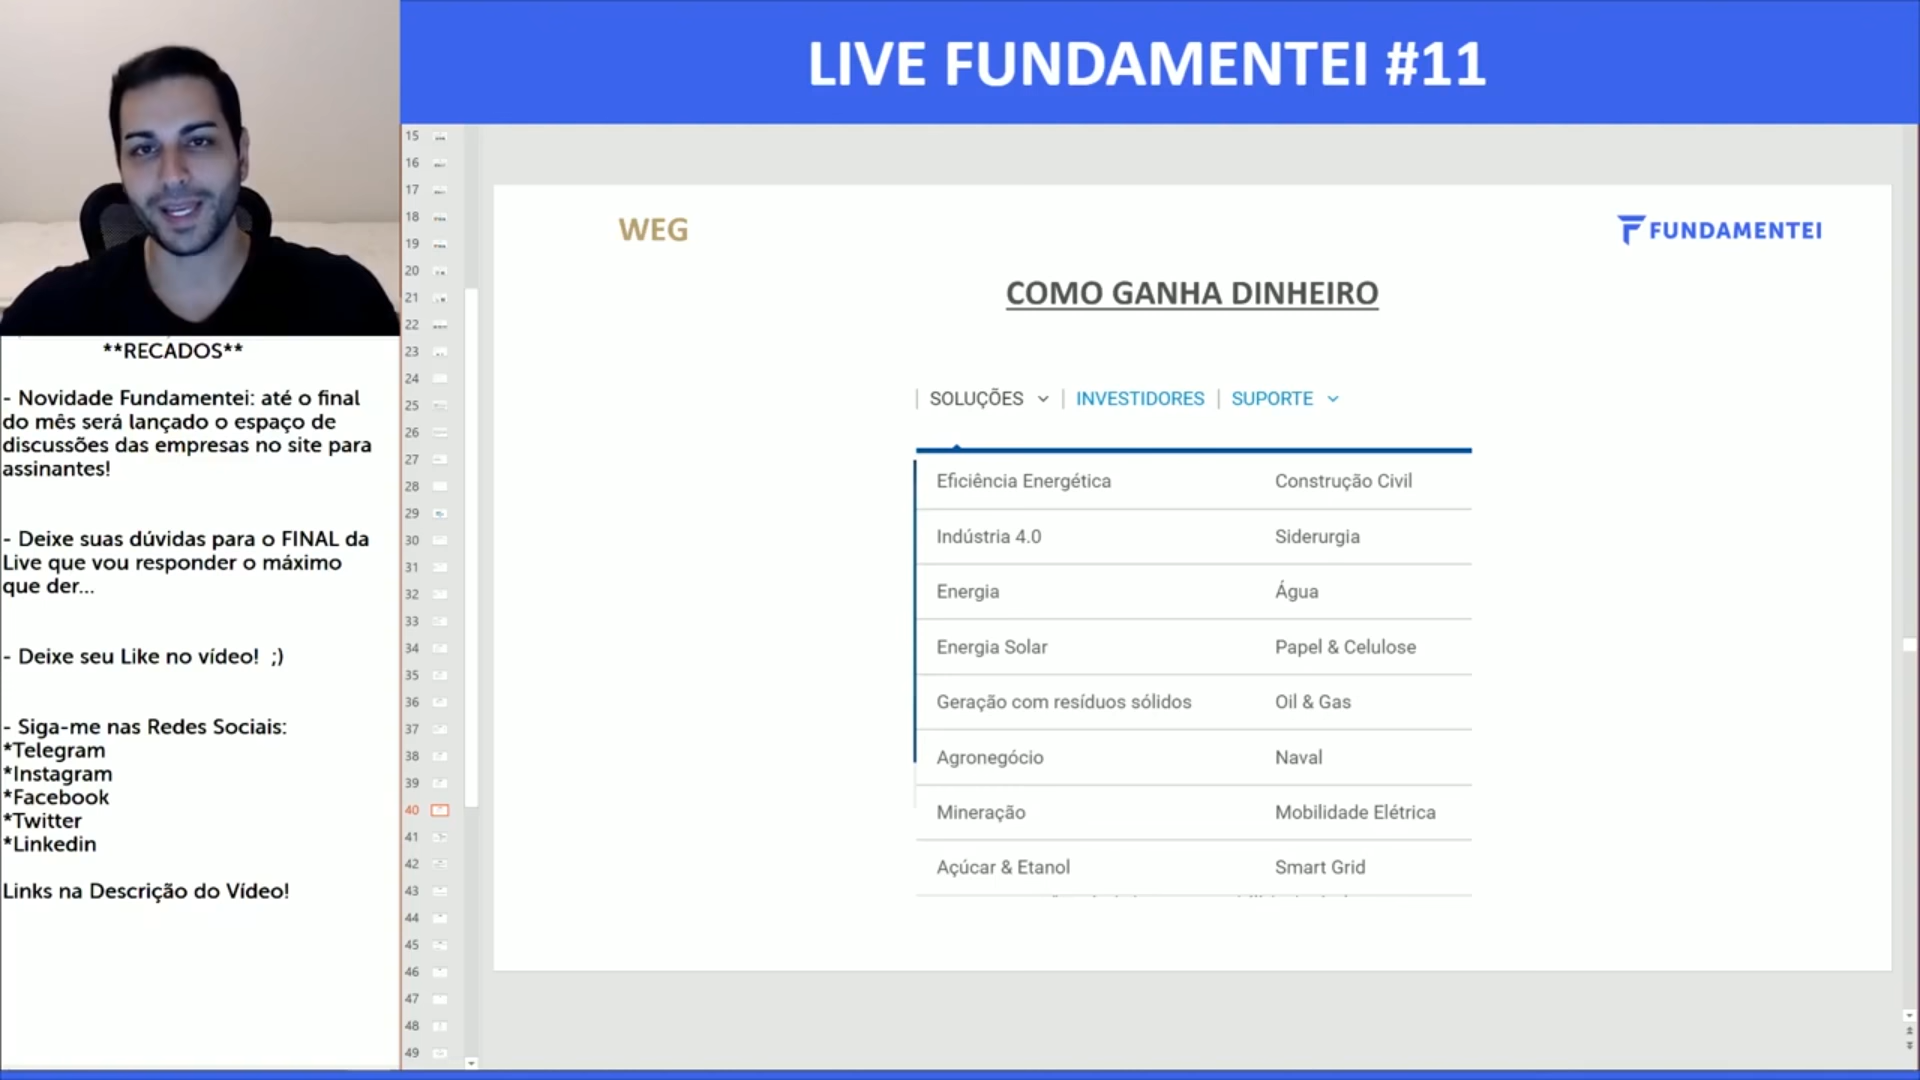 LIVE FUNDAMENTEI #11
**RECADOS**
- Novidade Fundamentei: até o final
do mês será lançado o espaço de
discussões das empresas no site para
assinantes!
- Deixe suas dúvidas para o FINAL da
Live que vou responder o máximo
que der...
- Deixe seu Like no vídeo! ;)
- Siga-me nas Redes Sociais:
*Telegram
*Instagram
*Facebook
*Twitter
*Linkedin
Links na Descrição do Vídeo!
15
16
17
18
19
20
21
22
23
24
25
26
27
28
29
30
31
32
33
34
35
36
37
38
39
40
41
42
43
44
45
46
47
48
49
WEG
FUNDAMENTEI
COMO GANHA DINHEIRO
SOLUÇÕES | INVESTIDORES | SUPORTE
Eficiência Energética Construção Civil
Indústria 4.0 Siderurgia
Energia Água
Energia Solar Papel & Celulose
Geração com resíduos sólidos Oil & Gas
Agronegócio Naval
Mineração Mobilidade Elétrica
Açúcar & Etanol Smart Grid